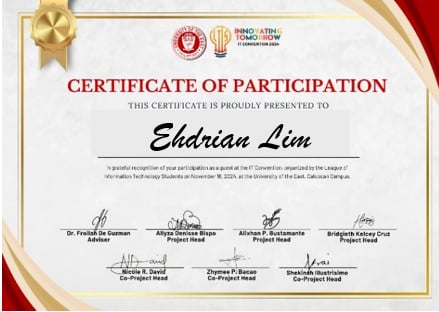 INNOVATING
TOMORROW
IT CONVENTION 2024
CERTIFICATE OF PARTICIPATION
THIS CERTIFICATE IS PROUDLY PRESENTED TO
Ehdrian Lim
In grateful recognition of your participation as a guest at the IT Convention, organized by the League of
Information Technology Students on November 16, 2024, at the University of the East, Caloocan Campus.
Dr. Froilan De Guzman
Adviser
Allyza Denisse Bispo
Project Head
Alixhan P. Bustamante
Project Head
Bridgieth Kelcey Cruz
Project Head
Nicole R. David
Co-Project Head
Zhymee P. Bacao
Co-Project Head
Shekinah Illustrisimo
Co-Project Head